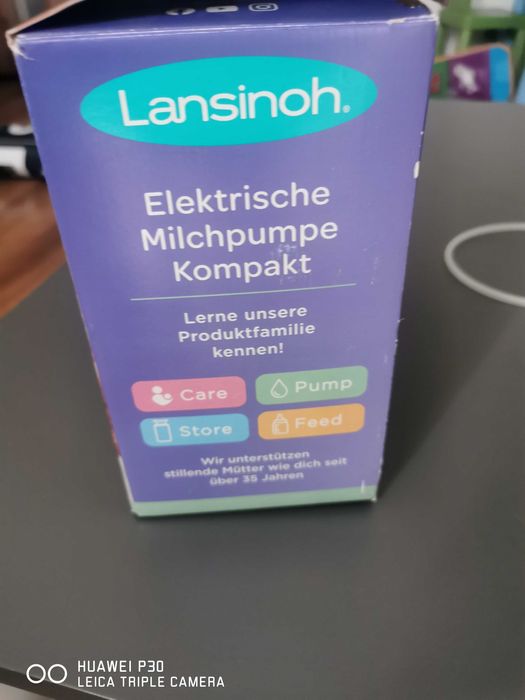 Lansinoh®
Elektrische
Milchpumpe
Kompakt
Lerne unsere
Produktfamilie
kennen!
Care
Pump
Store
Feed
Wir unterstützen
stillende Mütter wie dich seit
über 35 Jahren
HUAWEI P30
LEICA TRIPLE CAMERA